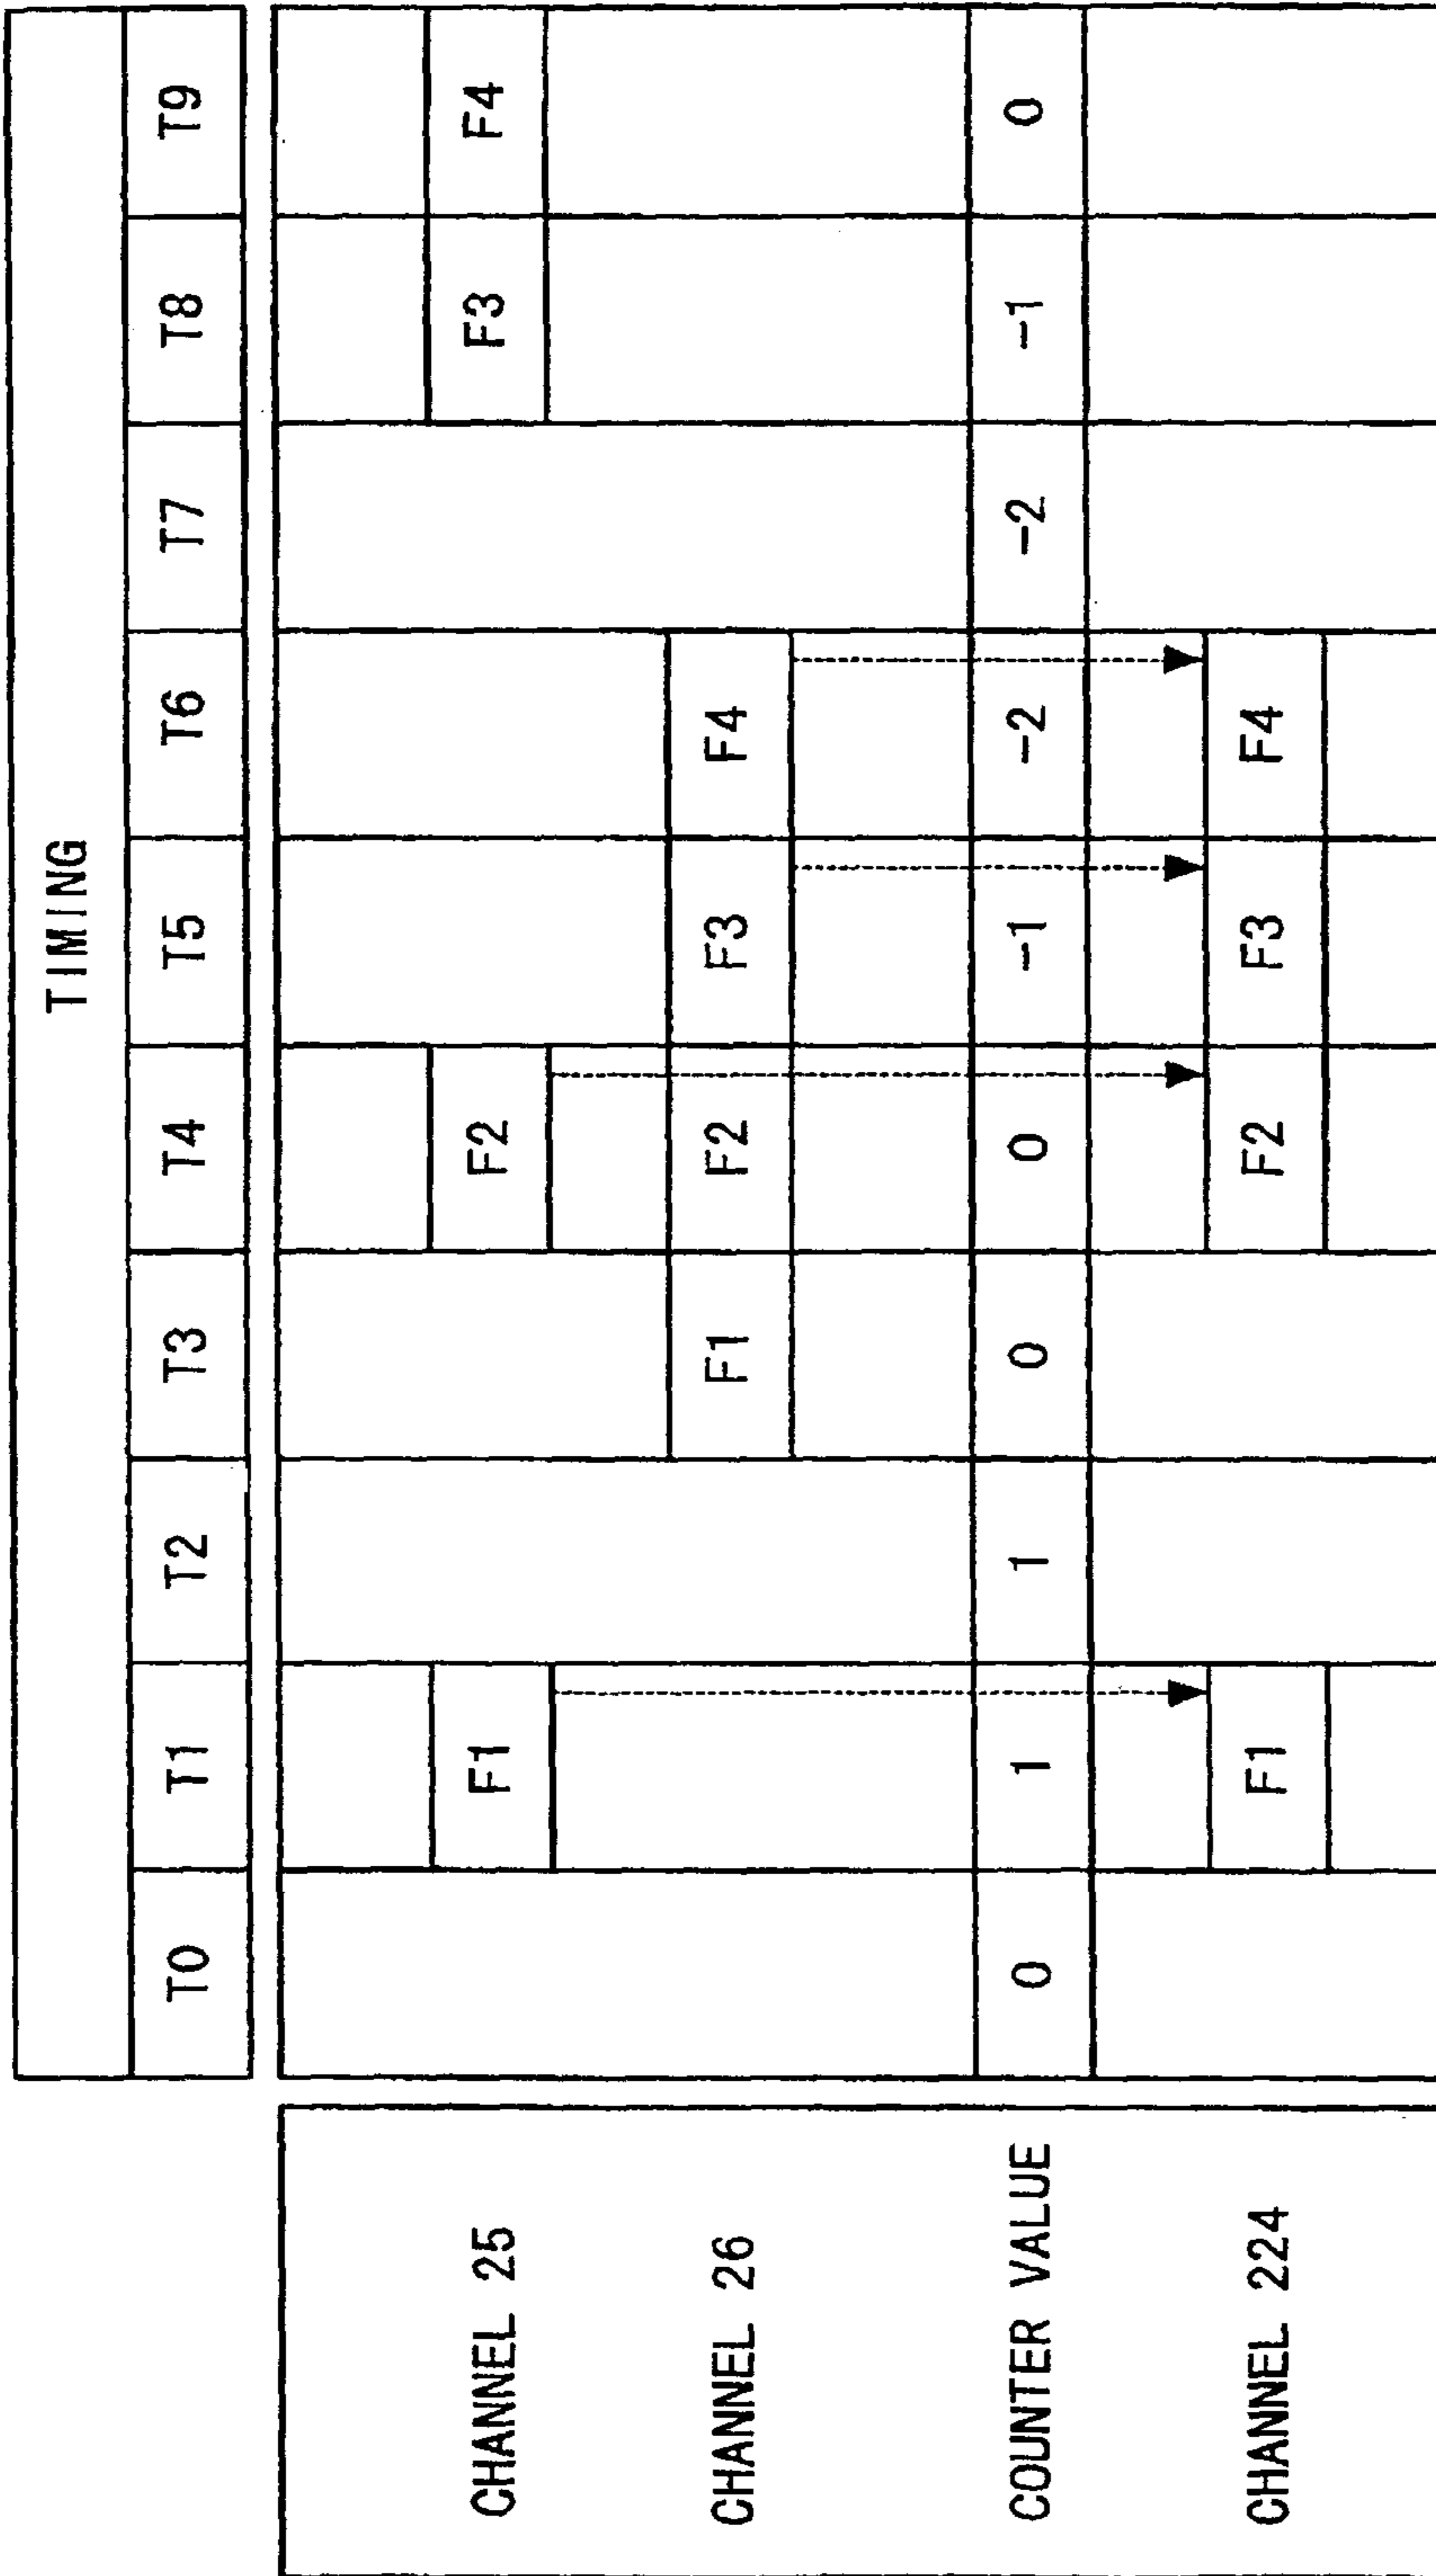 TIMING
T0 T1 T2 T3 T4 T5 T6 T7 T8 T9
CHANNEL 25 F1 F2 F3 F4
CHANNEL 26 F1 F2 F3 F4
COUNTER VALUE 0 1 1 0 0 -1 -2 -2 -1 0
CHANNEL 224 F1 F2 F3 F4